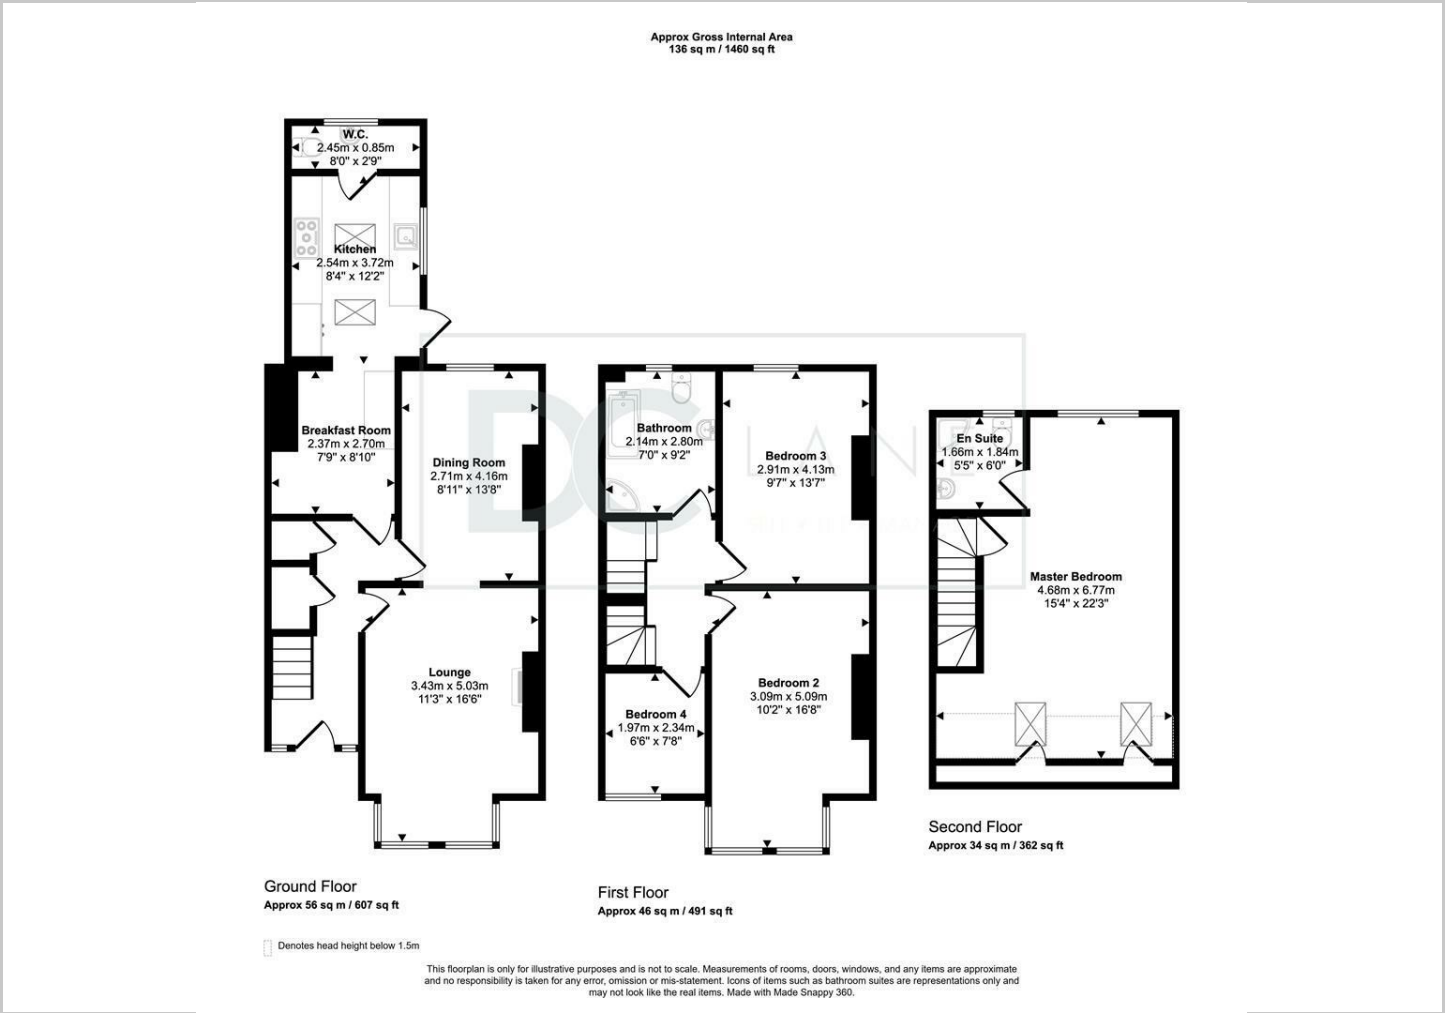 Approx Gross Internal Area
136 sq m / 1460 sq ft
W.C.
2.45m x 0.85m
8'0" x 2'9"
Kitchen
2.54m x 3.72m
8'4" x 12'2"
Breakfast Room
2.37m x 2.70m
7'9" x 8'10"
Dining Room
2.71m x 4.16m
8'11" x 13'8"
Lounge
3.43m x 5.03m
11'3" x 16'6"
Ground Floor
Approx 56 sq m / 607 sq ft
Bathroom
2.14m x 2.80m
7'0" x 9'2"
Bedroom 3
2.91m x 4.13m
9'7" x 13'7"
Bedroom 4
1.97m x 2.34m
6'6" x 7'8"
Bedroom 2
3.09m x 5.09m
10'2" x 16'8"
First Floor
Approx 46 sq m / 491 sq ft
En Suite
1.66m x 1.84m
5'5" x 6'0"
Master Bedroom
4.68m x 6.77m
15'4" x 22'3"
Second Floor
Approx 34 sq m / 362 sq ft
DC LANE
Denotes head height below 1.5m
This floorplan is only for illustrative purposes and is not to scale. Measurements of rooms, doors, windows, and any items are approximate
and no responsibility is taken for any error, omission or mis-statement. Icons of items such as bathroom suites are representations only and
may not look like the real items. Made with Made Snappy 360.